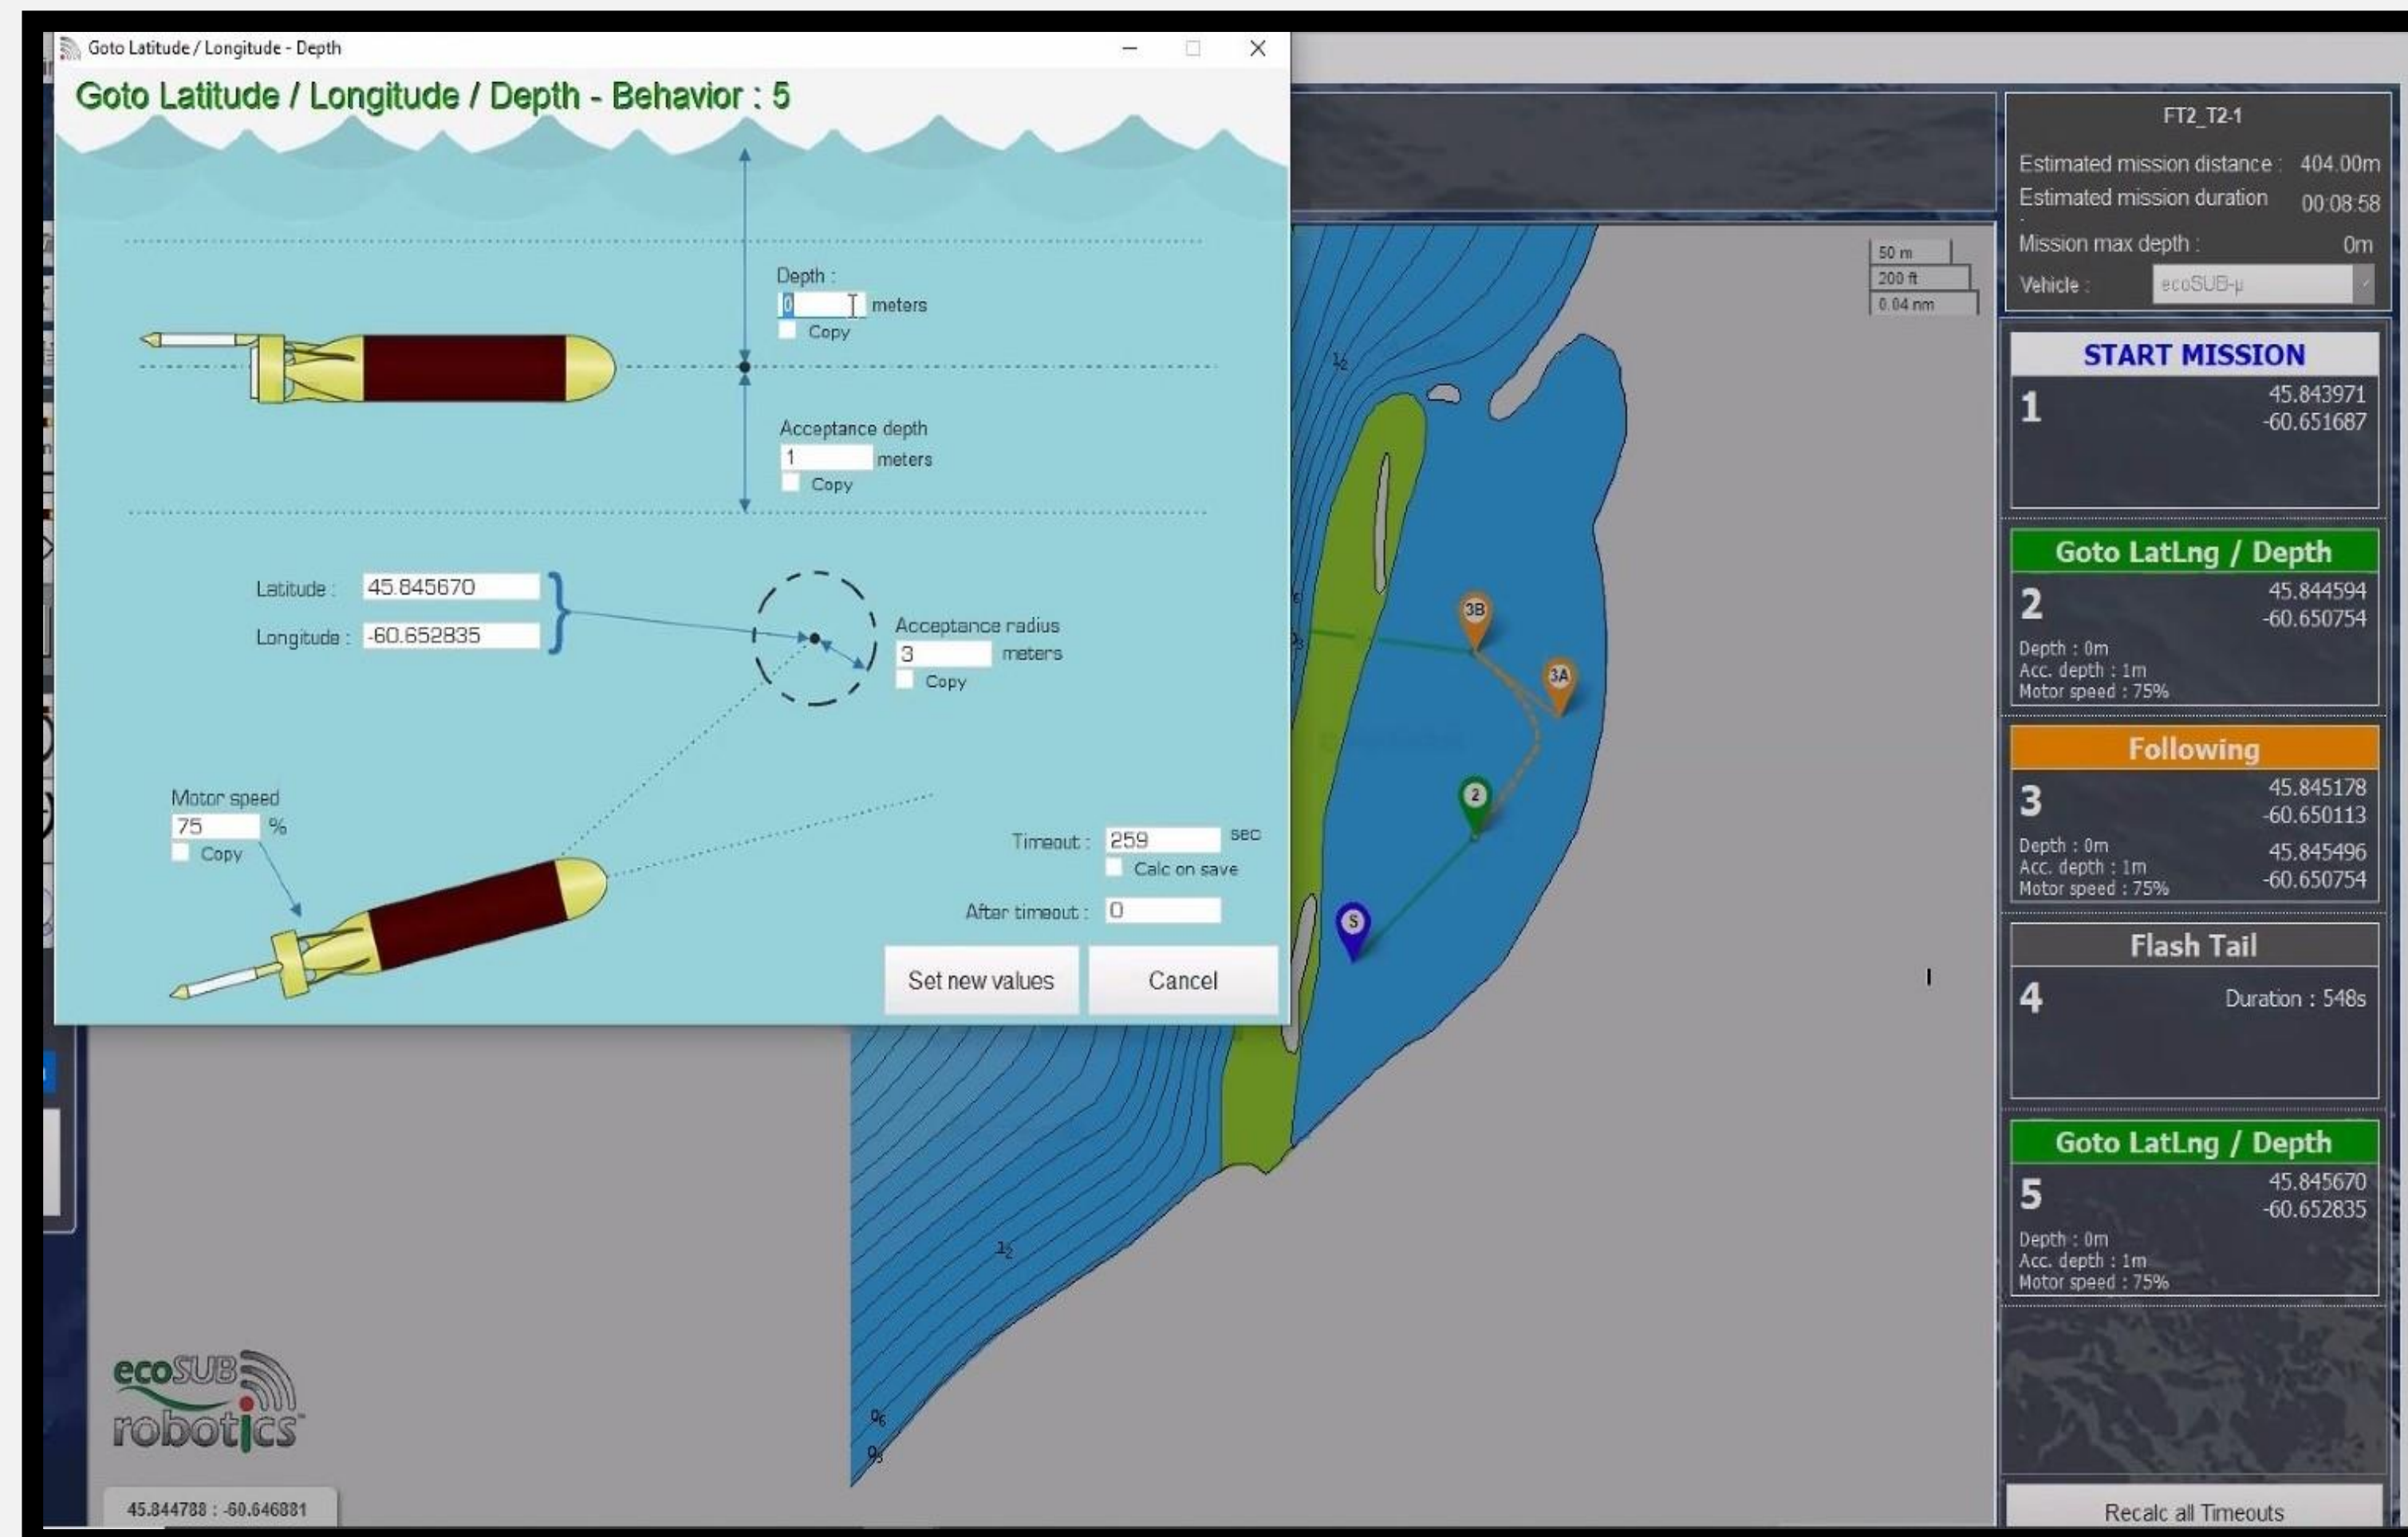 Goto Latitude / Longitude - Depth
Goto Latitude / Longitude / Depth - Behavior : 5
Depth :
0 meters
Copy
Acceptance depth
1 meters
Copy
Latitude : 45.845670
Longitude : -60.652835
Acceptance radius
3 meters
Copy
Motor speed
75 %
Copy
Timeout : 259 sec
Calc on save
After timeout : 0
Set new values
Cancel
50 m
200 ft
0.04 nm
3B
3A
2
S
ecoSUB
robotics™
45.844788 : -60.646881
FT2_T2-1
Estimated mission distance : 404.00m
Estimated mission duration : 00:08:58
Mission max depth : 0m
Vehicle : ecoSUB-µ
START MISSION
1
45.843971
-60.651687
Goto LatLng / Depth
2
45.844594
-60.650754
Depth : 0m
Acc. depth : 1m
Motor speed : 75%
Following
3
45.845178
-60.650113
Depth : 0m
Acc. depth : 1m
Motor speed : 75%
45.845496
-60.650754
Flash Tail
4
Duration : 548s
Goto LatLng / Depth
5
45.845670
-60.652835
Depth : 0m
Acc. depth : 1m
Motor speed : 75%
Recalc all Timeouts